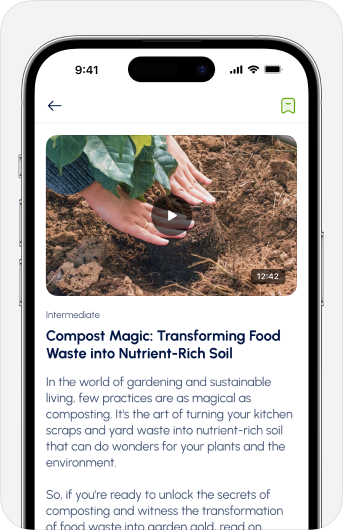 9:41
12:42
Intermediate
Compost Magic: Transforming Food
Waste into Nutrient-Rich Soil
In the world of gardening and sustainable
living, few practices are as magical as
composting. It's the art of turning your kitchen
scraps and yard waste into nutrient-rich soil
that can do wonders for your plants and the
environment.
So, if you're ready to unlock the secrets of
composting and witness the transformation
of food waste into garden gold, read on.